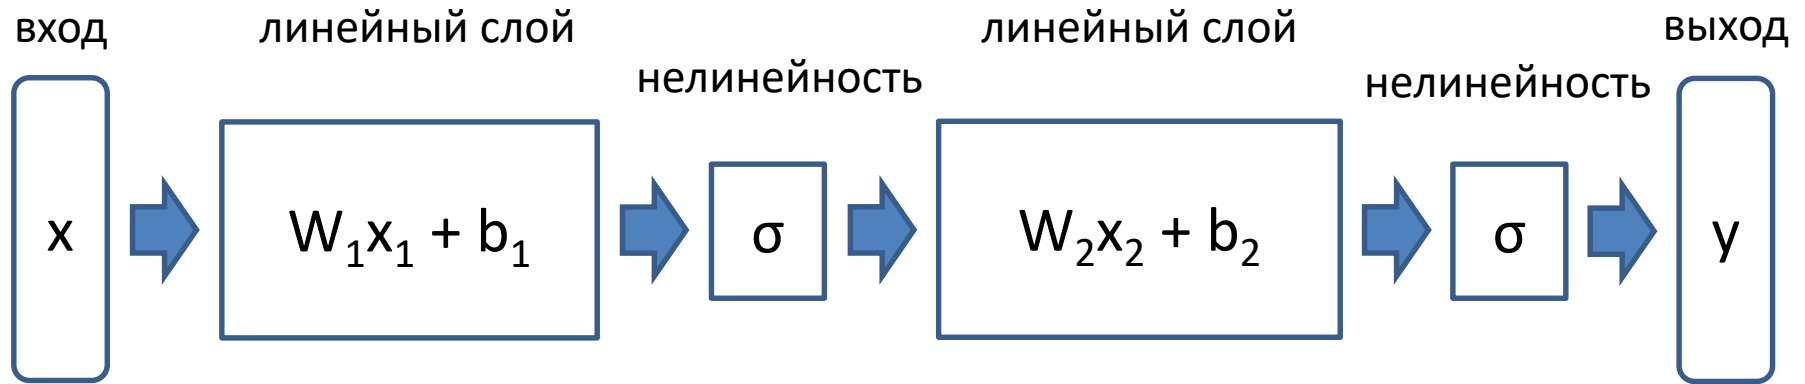 вход
линейный слой
нелинейность
линейный слой
нелинейность
выход
x
W₁x₁ + b₁
σ
W₂x₂ + b₂
σ
y